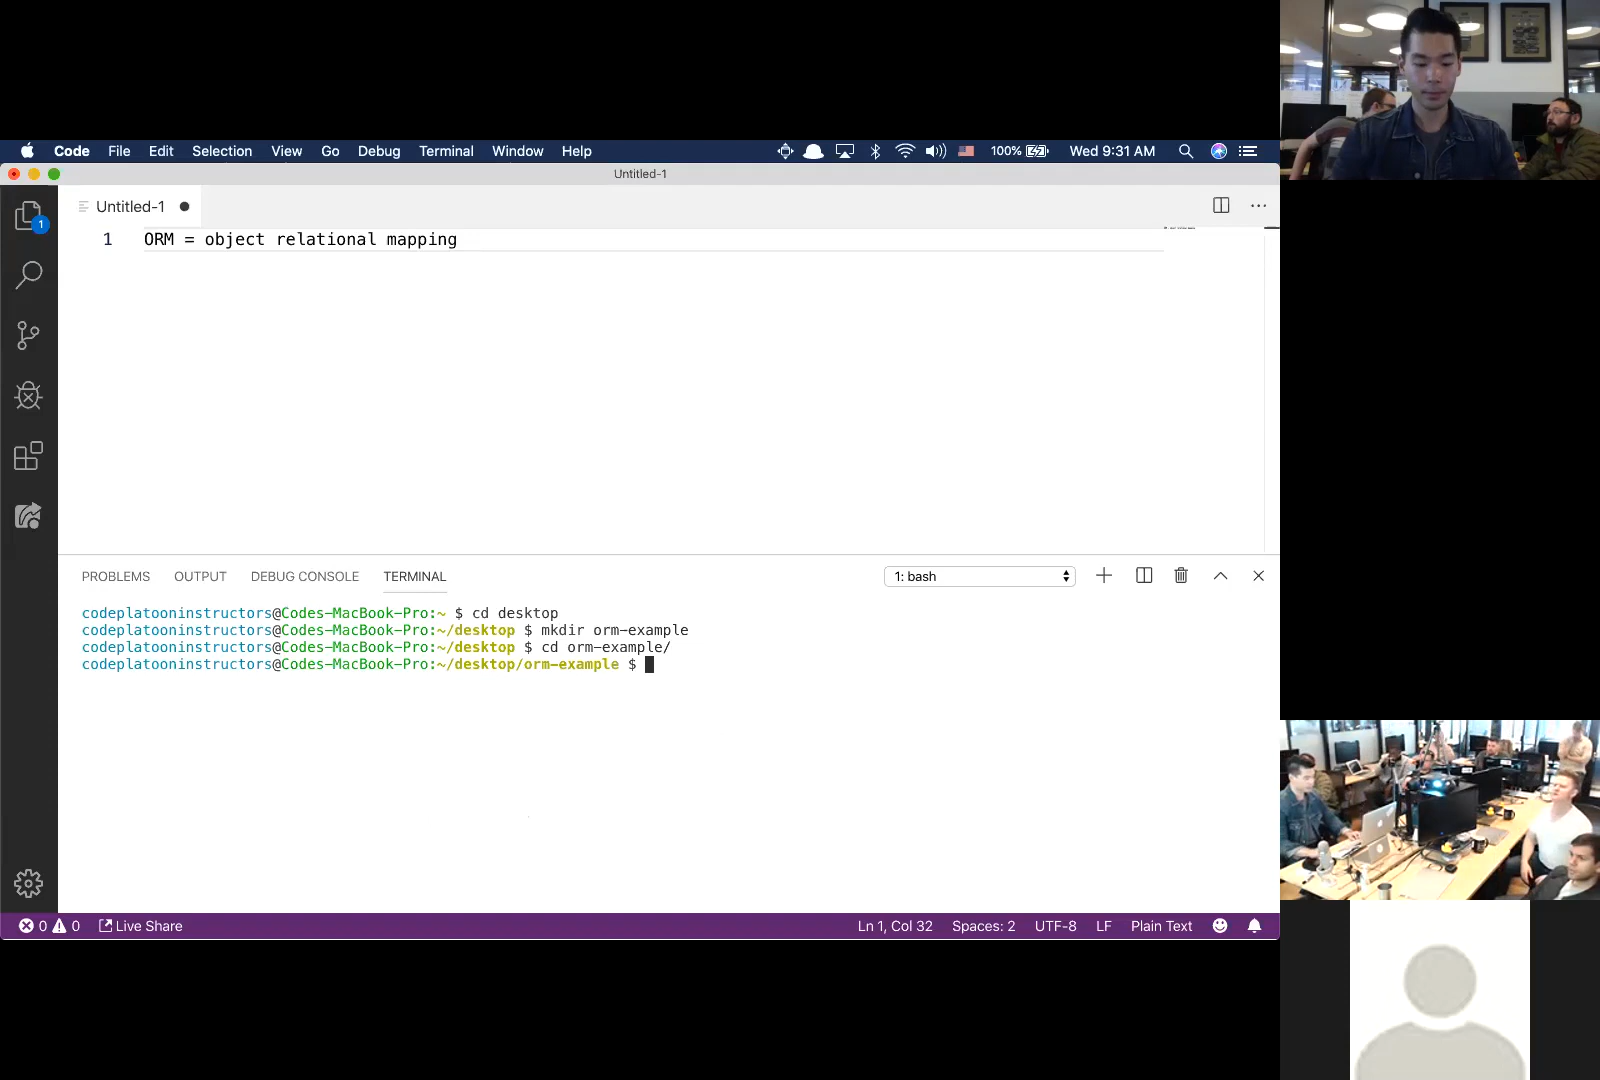 Code File Edit Selection View Go Debug Terminal Window Help 100% Wed 9:31 AM
Untitled-1
1
Untitled-1
1 ORM = object relational mapping
PROBLEMS OUTPUT DEBUG CONSOLE TERMINAL 1: bash
codeplatooninstructors@Codes-MacBook-Pro:~ $ cd desktop
codeplatooninstructors@Codes-MacBook-Pro:~/desktop $ mkdir orm-example
codeplatooninstructors@Codes-MacBook-Pro:~/desktop $ cd orm-example/
codeplatooninstructors@Codes-MacBook-Pro:~/desktop/orm-example $
0 0 Live Share Ln 1, Col 32 Spaces: 2 UTF-8 LF Plain Text